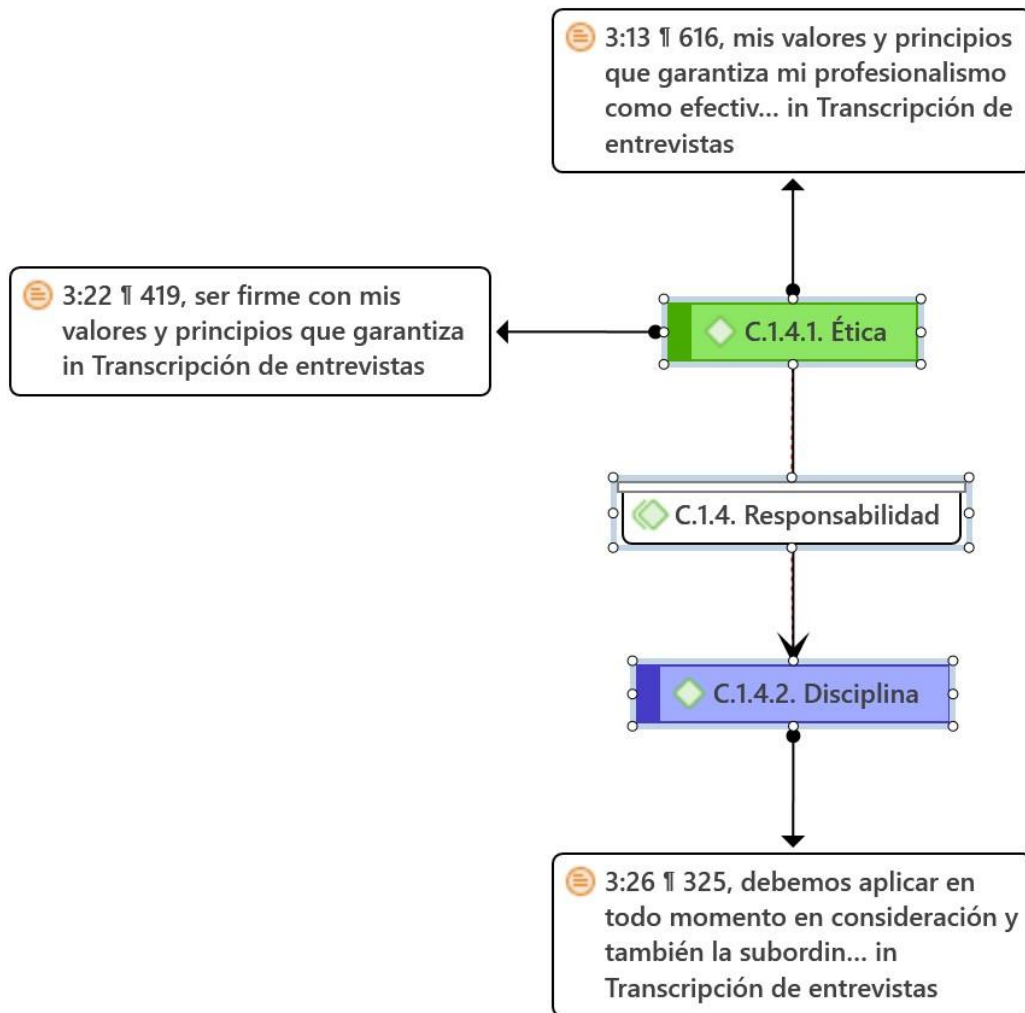 3:13 ¶ 616, mis valores y principios
que garantiza mi profesionalismo
como efectiv... in Transcripción de
entrevistas
3:22 ¶ 419, ser firme con mis
valores y principios que garantiza
in Transcripción de entrevistas
C.1.4.1. Ética
C.1.4. Responsabilidad
C.1.4.2. Disciplina
3:26 ¶ 325, debemos aplicar en
todo momento en consideración y
también la subordin... in
Transcripción de entrevistas